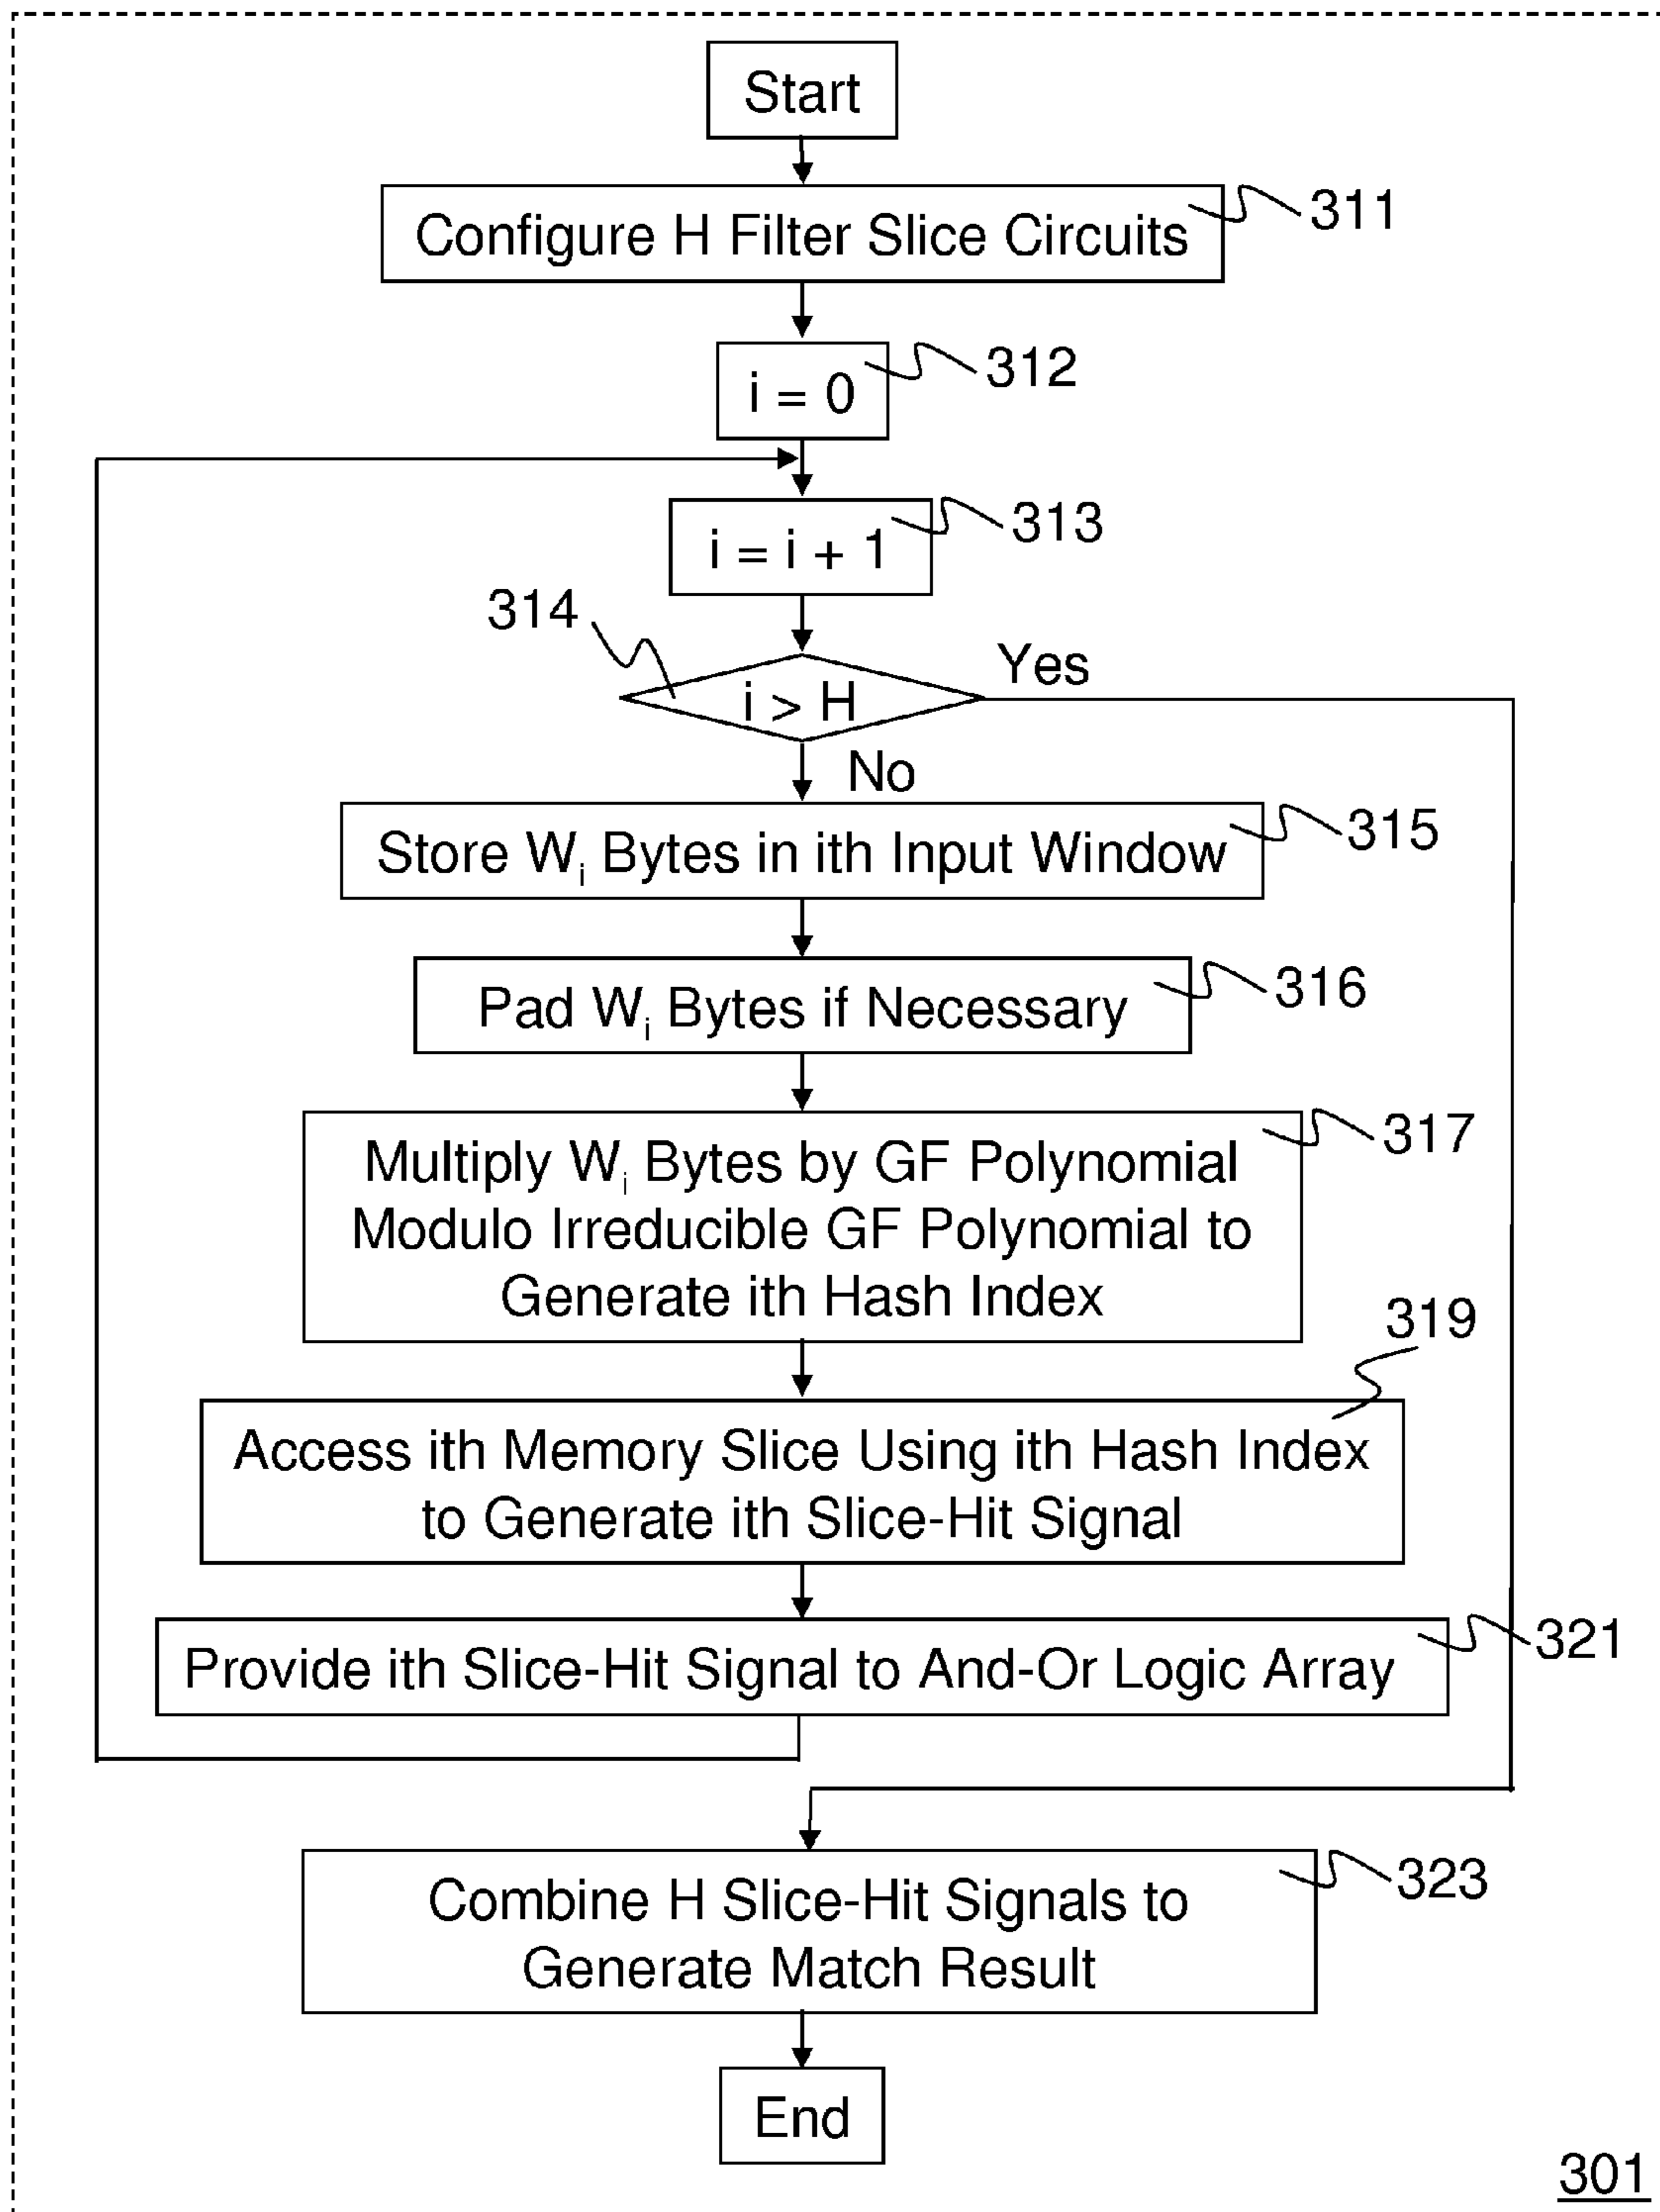 Start
Configure H Filter Slice Circuits
311
i = 0
312
i = i + 1
313
314
i > H
Yes
No
Store Wi Bytes in ith Input Window
315
Pad Wi Bytes if Necessary
316
Multiply Wi Bytes by GF Polynomial
Modulo Irreducible GF Polynomial to
Generate ith Hash Index
317
319
Access ith Memory Slice Using ith Hash Index
to Generate ith Slice-Hit Signal
Provide ith Slice-Hit Signal to And-Or Logic Array
321
Combine H Slice-Hit Signals to
Generate Match Result
323
End
301